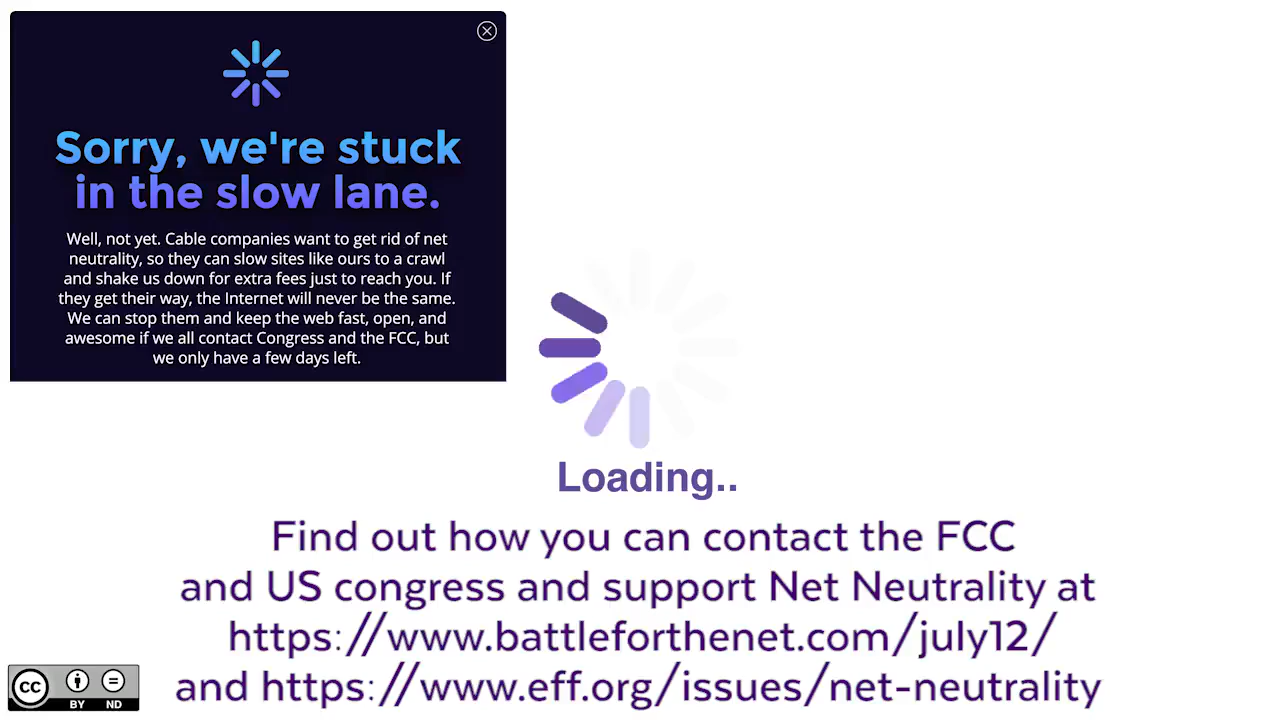 Sorry, we're stuck
in the slow lane.
Well, not yet. Cable companies want to get rid of net
neutrality, so they can slow sites like ours to a crawl
and shake us down for extra fees just to reach you. If
they get their way, the Internet will never be the same.
We can stop them and keep the web fast, open, and
awesome if we all contact Congress and the FCC, but
we only have a few days left.
Loading..
Find out how you can contact the FCC
and US congress and support Net Neutrality at
https://www.battleforthenet.com/july12/
and https://www.eff.org/issues/net-neutrality
cc
BY ND